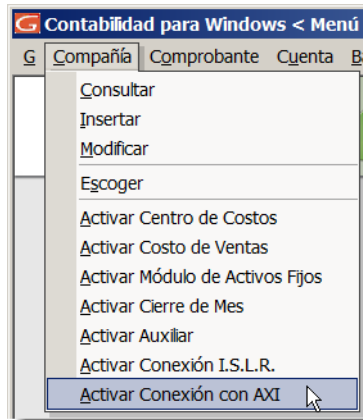 G Contabilidad para Windows < Menú
G Compañía Comprobante Cuenta
Consultar
Insertar
Modificar
Escoger
Activar Centro de Costos
Activar Costo de Ventas
Activar Módulo de Activos Fijos
Activar Cierre de Mes
Activar Auxiliar
Activar Conexión I.S.L.R.
Activar Conexión con AXI